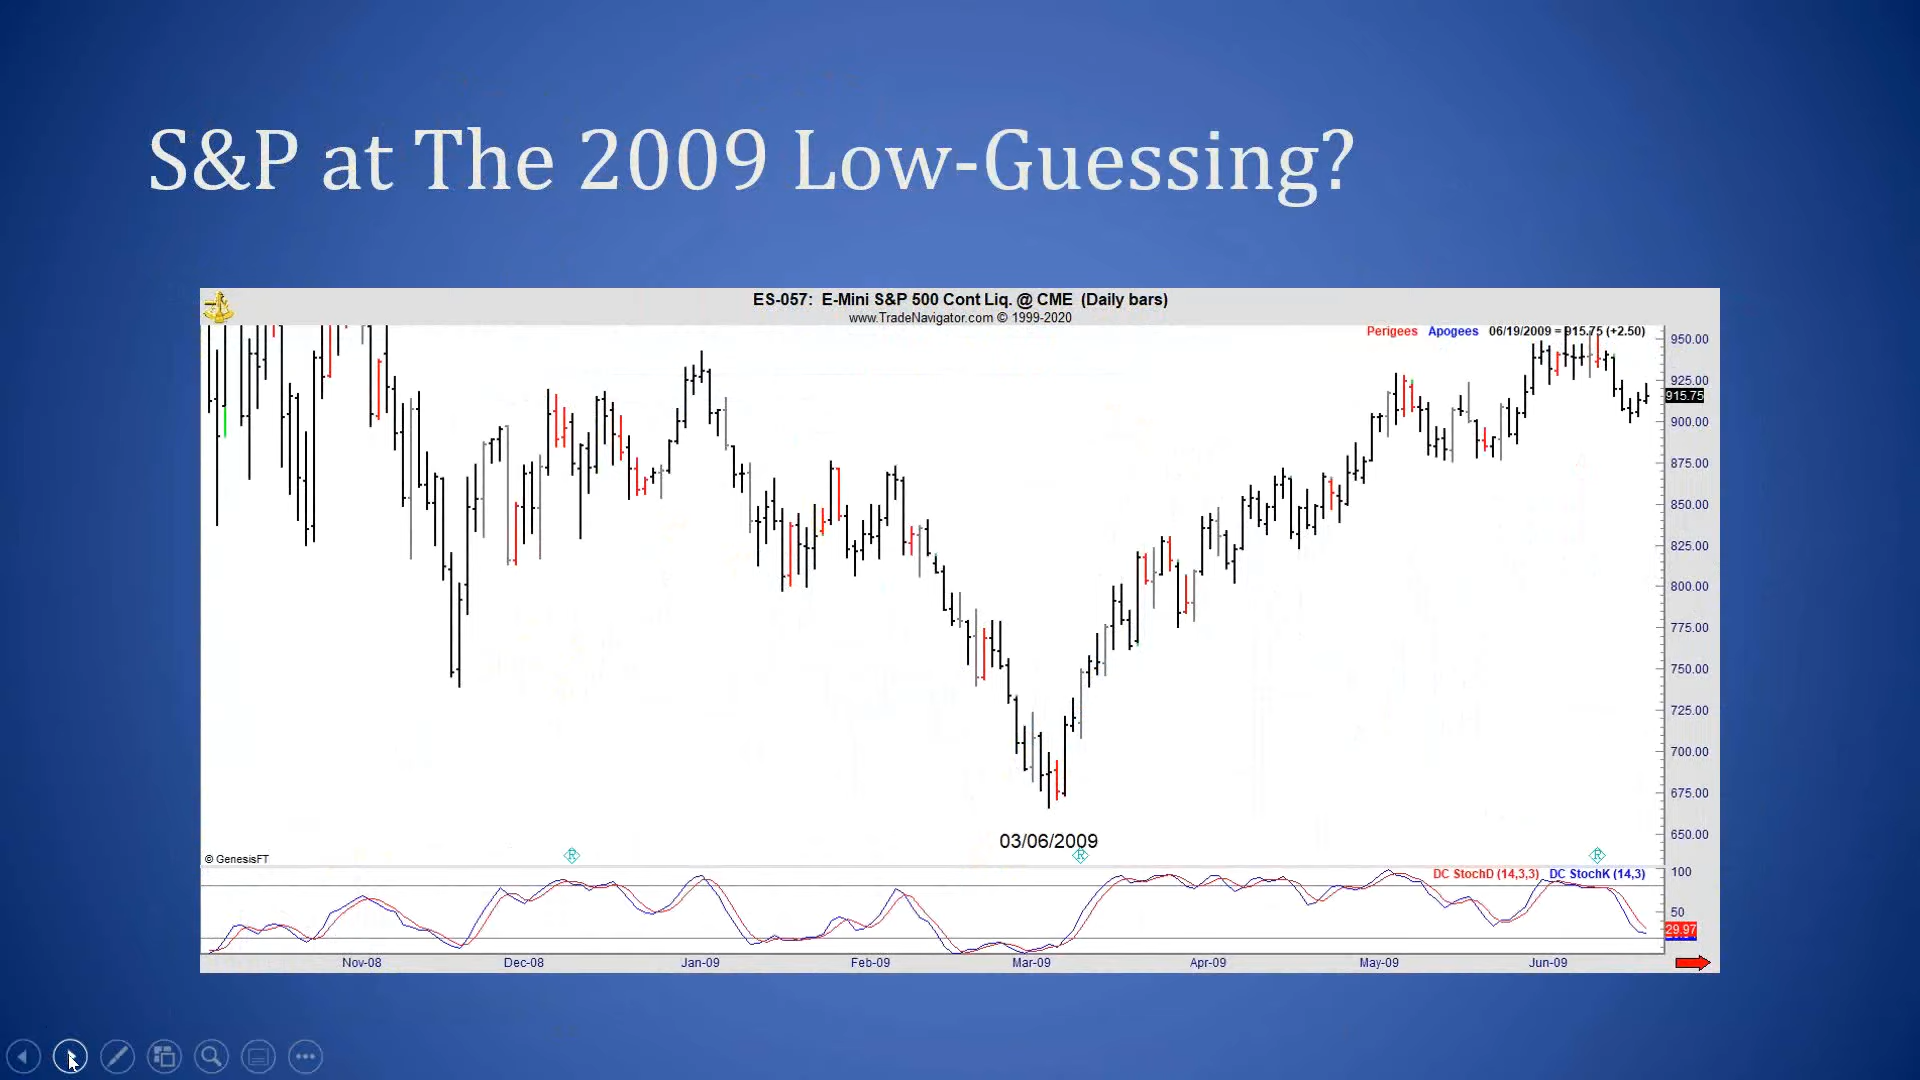 S&P at The 2009 Low-Guessing?
ES-057: E-Mini S&P 500 Cont Liq. @ CME (Daily bars)
www.TradeNavigator.com © 1999-2020
Perigees Apogees 06/19/2009 = 915.75 (+2.50)
950.00
925.00
915.75
900.00
875.00
850.00
825.00
800.00
775.00
750.00
725.00
700.00
675.00
650.00
03/06/2009
© GenesisFT
R R R
DC StochD (14,3,3) DC StochK (14,3)
100
50
29.97
Nov-08 Dec-08 Jan-09 Feb-09 Mar-09 Apr-09 May-09 Jun-09